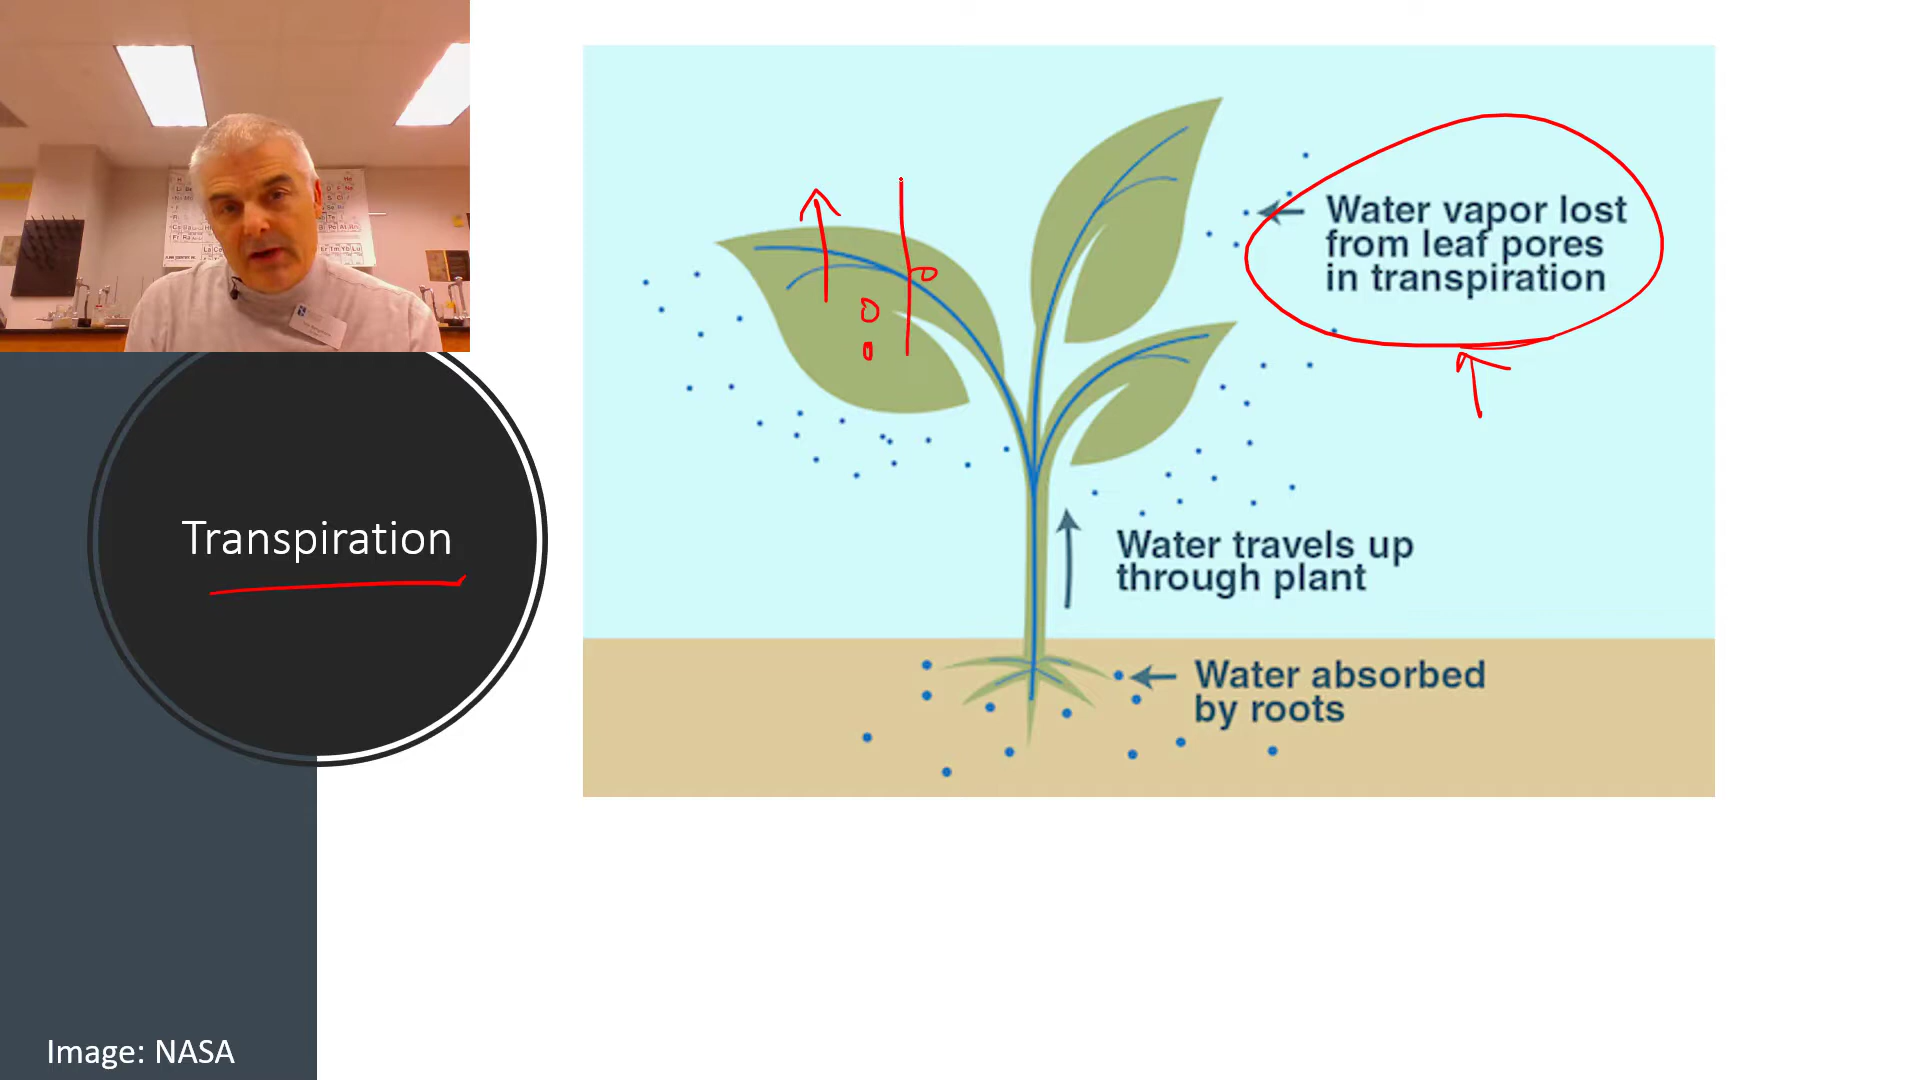 Water vapor lost
from leaf pores
in transpiration
Transpiration
Water travels up
through plant
Water absorbed
by roots
Image: NASA